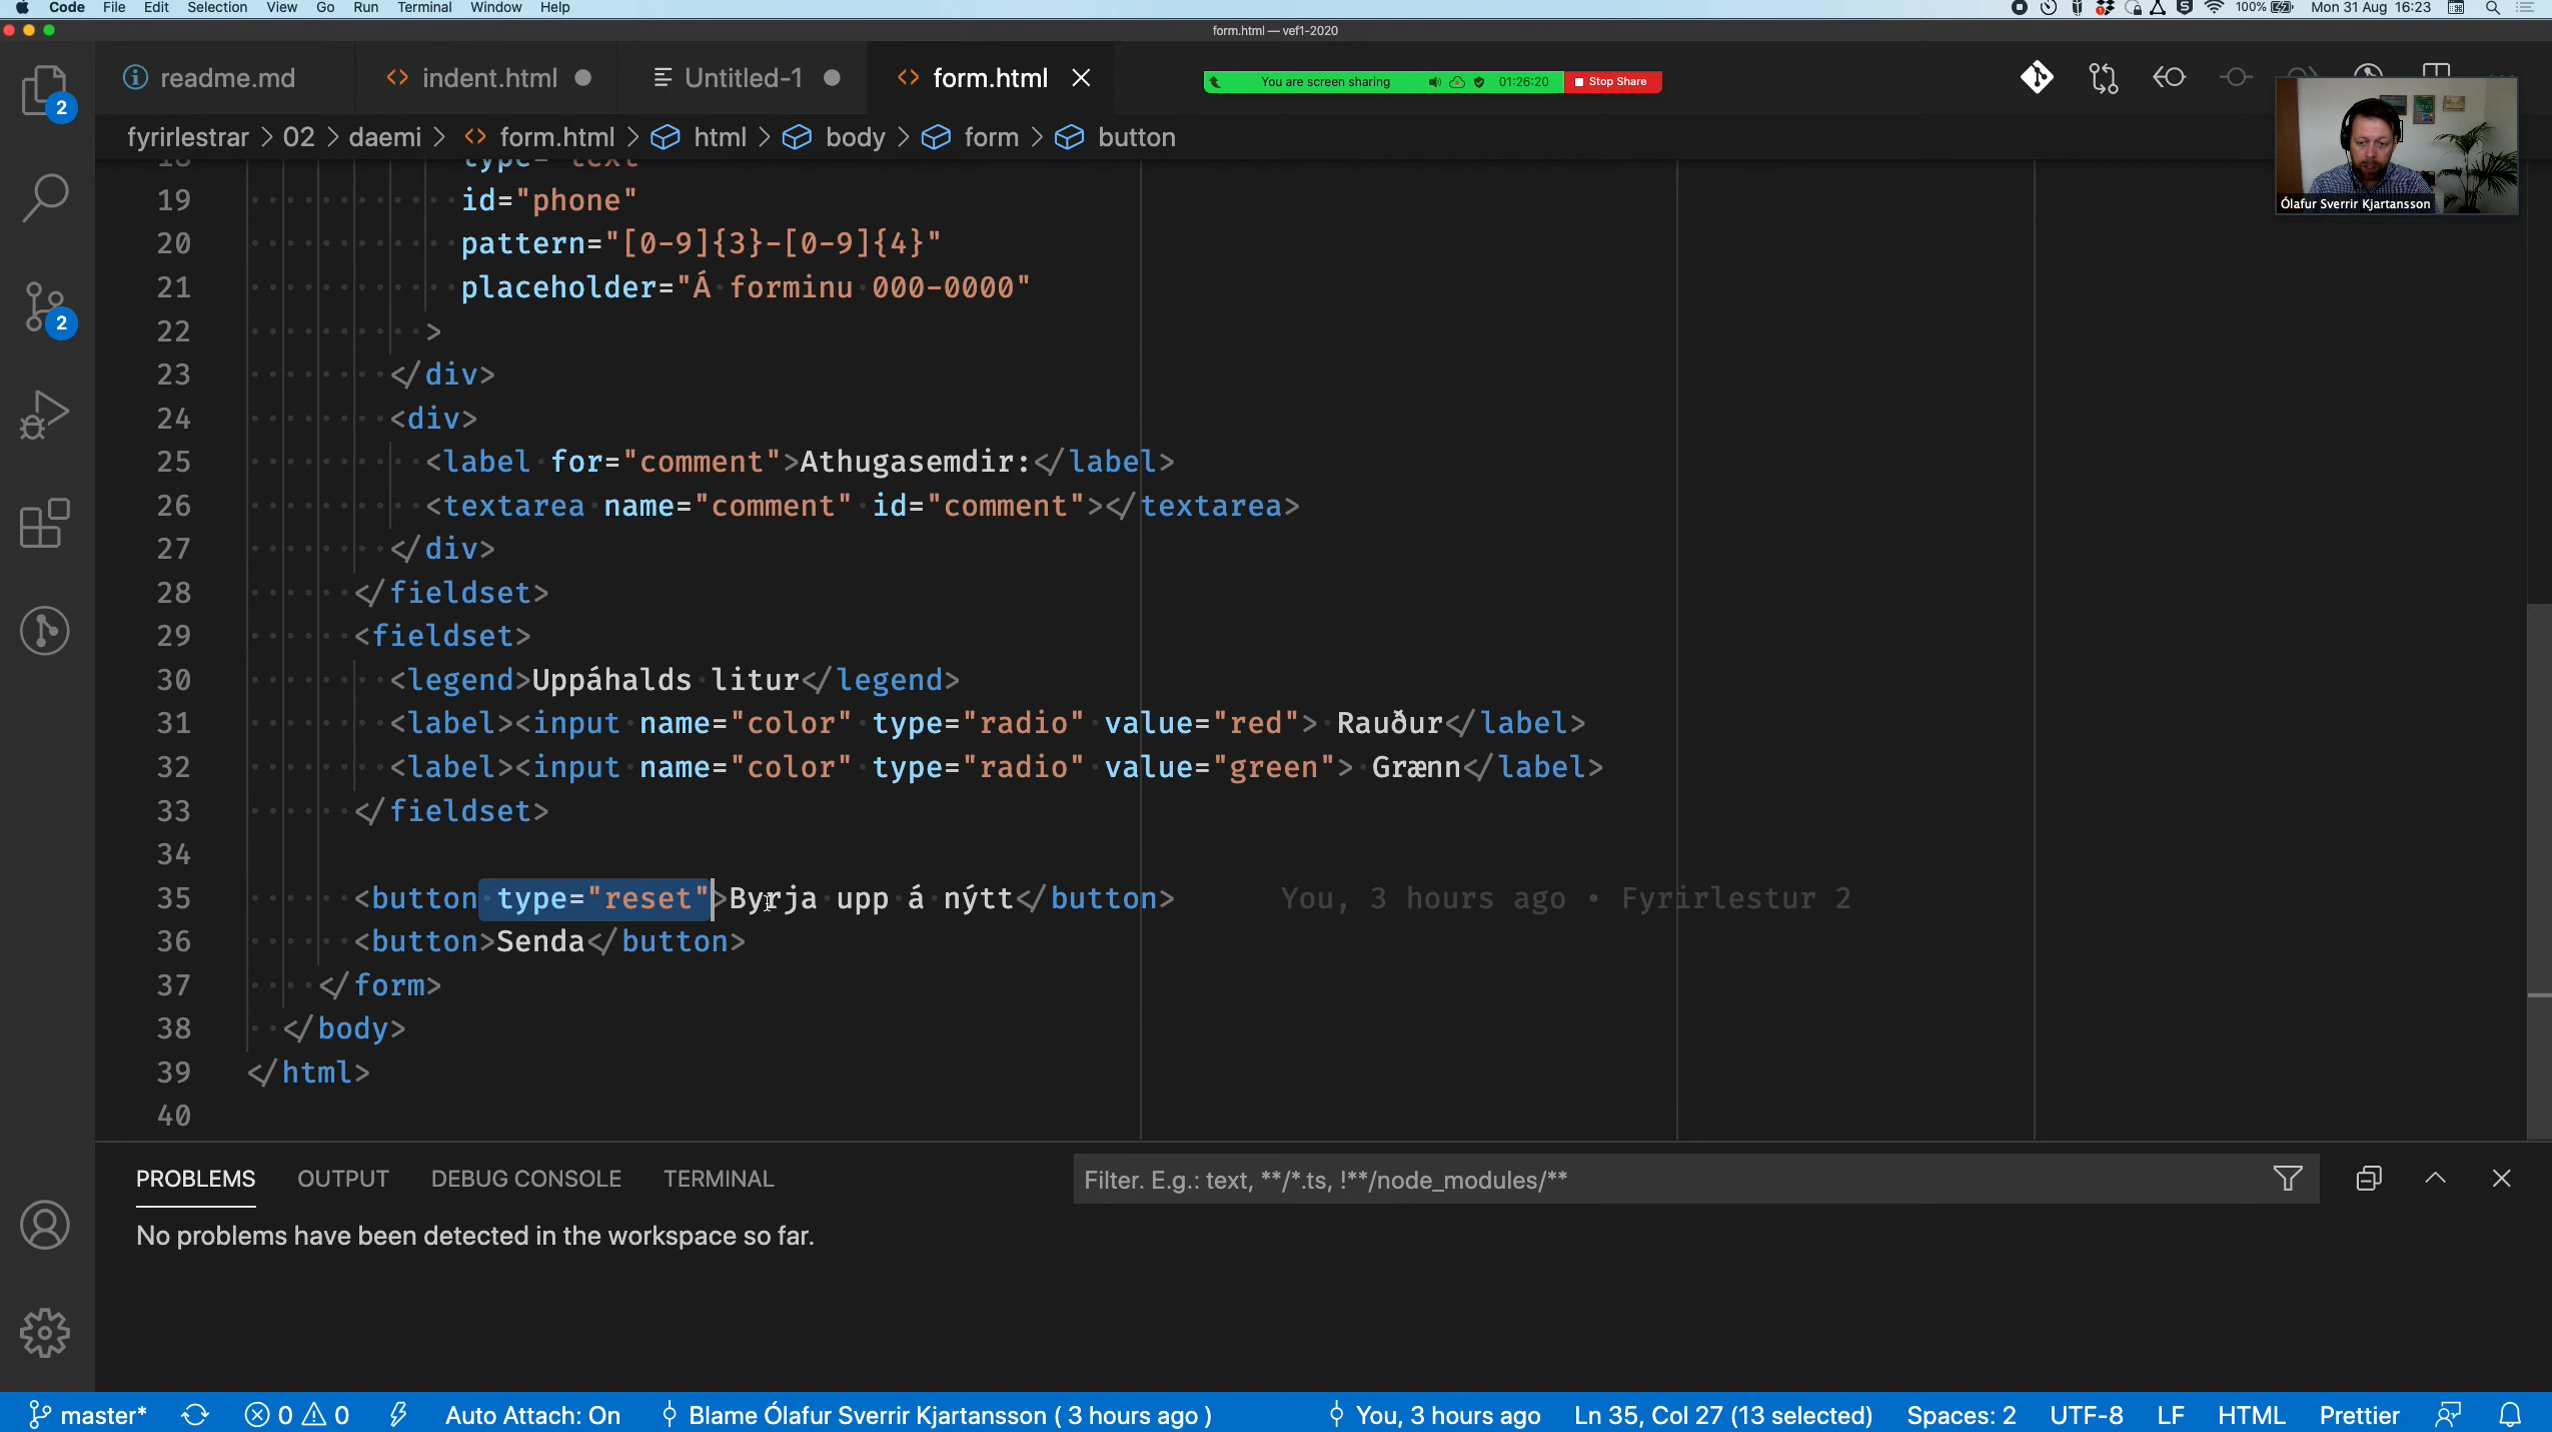 Code File Edit Selection View Go Run Terminal Window Help
100% Mon 31 Aug 16:23
form.html — vef1-2020
readme.md
indent.html
Untitled-1
form.html
You are screen sharing 01:26:20 Stop Share
Ólafur Sverrir Kjartansson
fyrirlestrar > 02 > daemi > form.html > html > body > form > button
18 type="text"
19 id="phone"
20 pattern="[0-9]{3}-[0-9]{4}"
21 placeholder="Á forminu 000-0000"
22 >
23 </div>
24 <div>
25 <label for="comment">Athugasemdir:</label>
26 <textarea name="comment" id="comment"></textarea>
27 </div>
28 </fieldset>
29 <fieldset>
30 <legend>Uppáhalds litur</legend>
31 <label><input name="color" type="radio" value="red"> Rauður</label>
32 <label><input name="color" type="radio" value="green"> Grænn</label>
33 </fieldset>
34
35 <button type="reset">Byrja upp á nýtt</button> You, 3 hours ago • Fyrirlestur 2
36 <button>Senda</button>
37 </form>
38 </body>
39 </html>
40
2
2
PROBLEMS OUTPUT DEBUG CONSOLE TERMINAL
Filter. E.g.: text, **/*.ts, !**/node_modules/**
No problems have been detected in the workspace so far.
master* 0 0 Auto Attach: On Blame Ólafur Sverrir Kjartansson ( 3 hours ago ) You, 3 hours ago Ln 35, Col 27 (13 selected) Spaces: 2 UTF-8 LF HTML Prettier